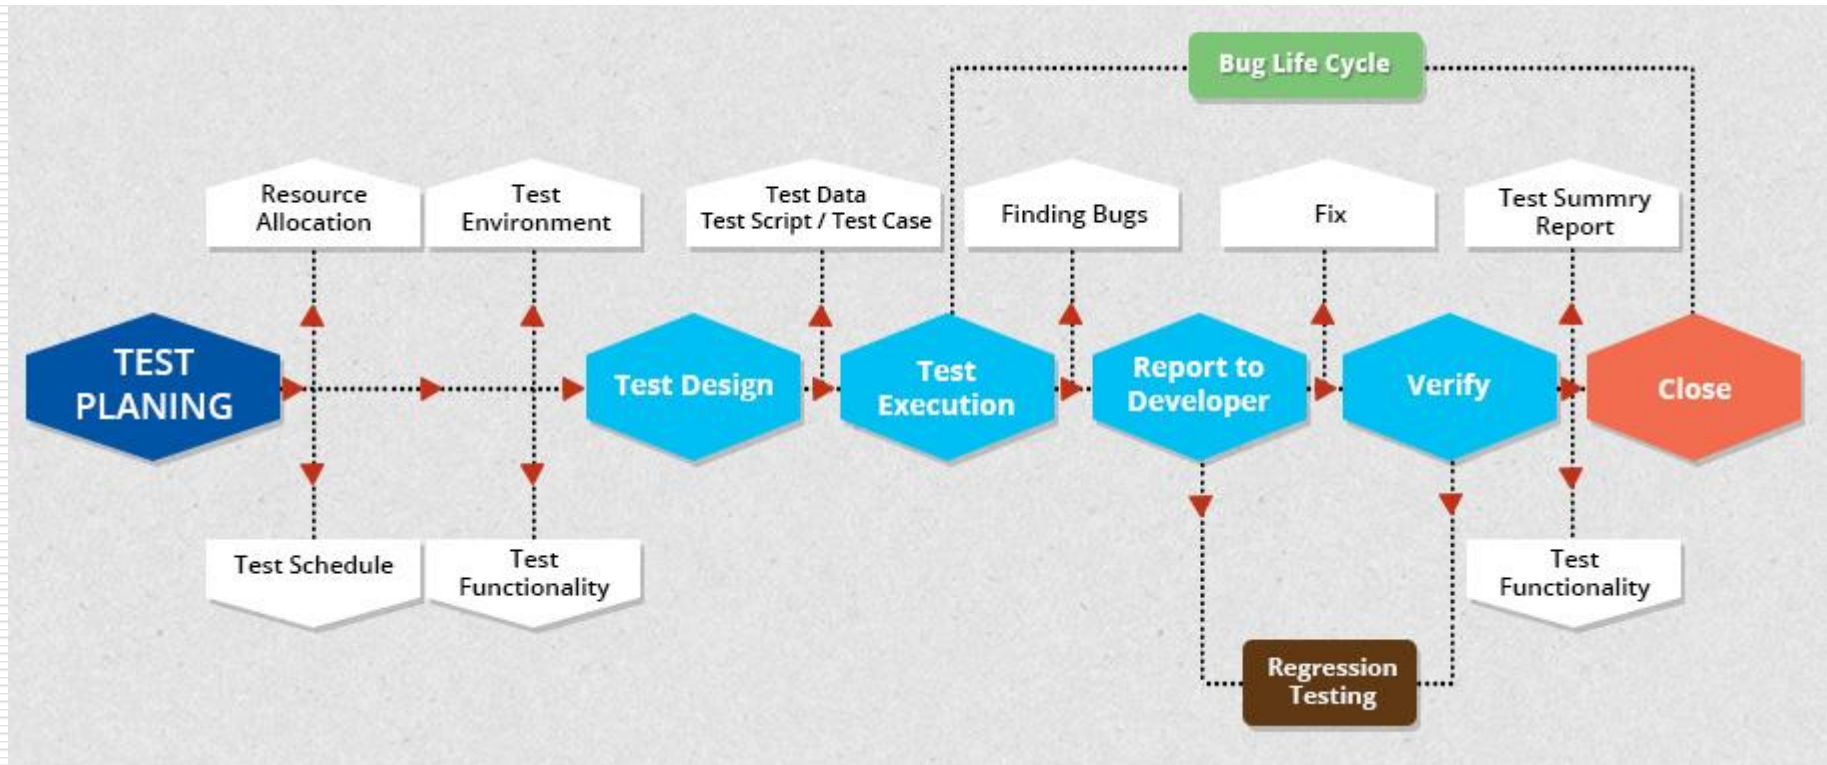 Bug Life Cycle
Resource
Allocation
Test
Environment
Test Data
Test Script / Test Case
Finding Bugs
Fix
Test Summry
Report
TEST
PLANING
Test Design
Test
Execution
Report to
Developer
Verify
Close
Test Schedule
Test
Functionality
Test
Functionality
Regression
Testing